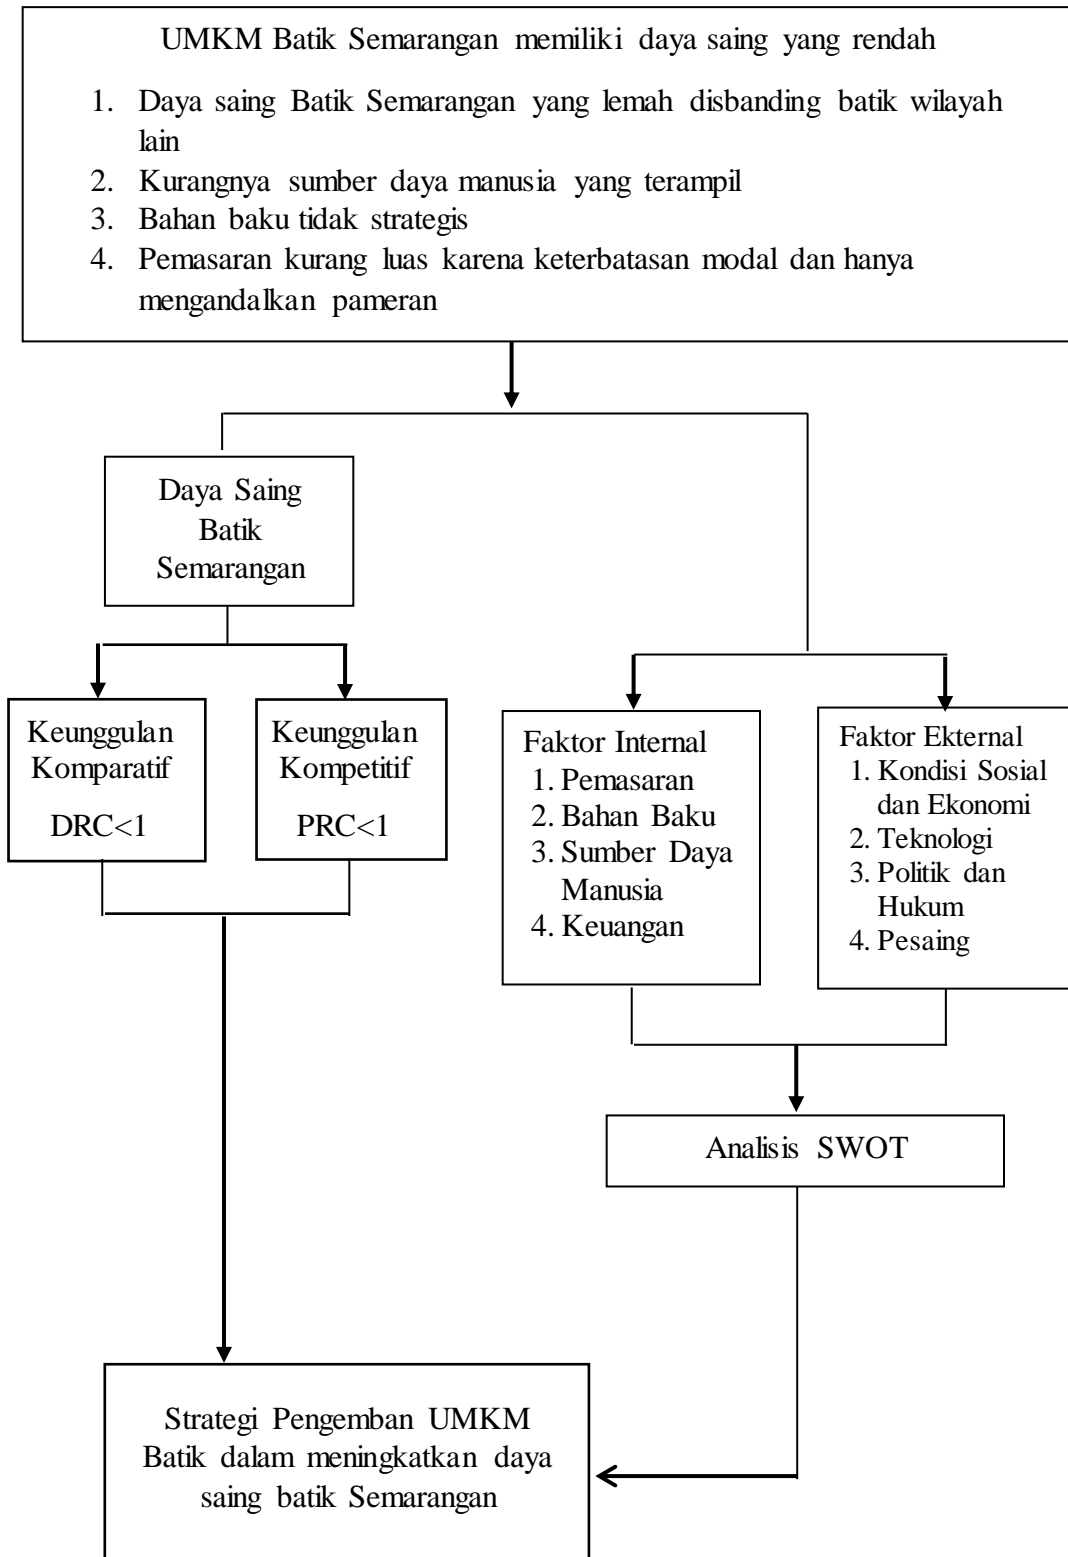 UMKM Batik Semarangan memiliki daya saing yang rendah
1. Daya saing Batik Semarangan yang lemah disbanding batik wilayah
lain
2. Kurangnya sumber daya manusia yang terampil
3. Bahan baku tidak strategis
4. Pemasaran kurang luas karena keterbatasan modal dan hanya
mengandalkan pameran
Daya Saing
Batik
Semarangan
Keunggulan
Komparatif
DRC<1
Keunggulan
Kompetitif
PRC<1
Faktor Internal
1. Pemasaran
2. Bahan Baku
3. Sumber Daya
Manusia
4. Keuangan
Faktor Ekternal
1. Kondisi Sosial
dan Ekonomi
2. Teknologi
3. Politik dan
Hukum
4. Pesaing
Analisis SWOT
Strategi Pengemban UMKM
Batik dalam meningkatkan daya
saing batik Semarangan